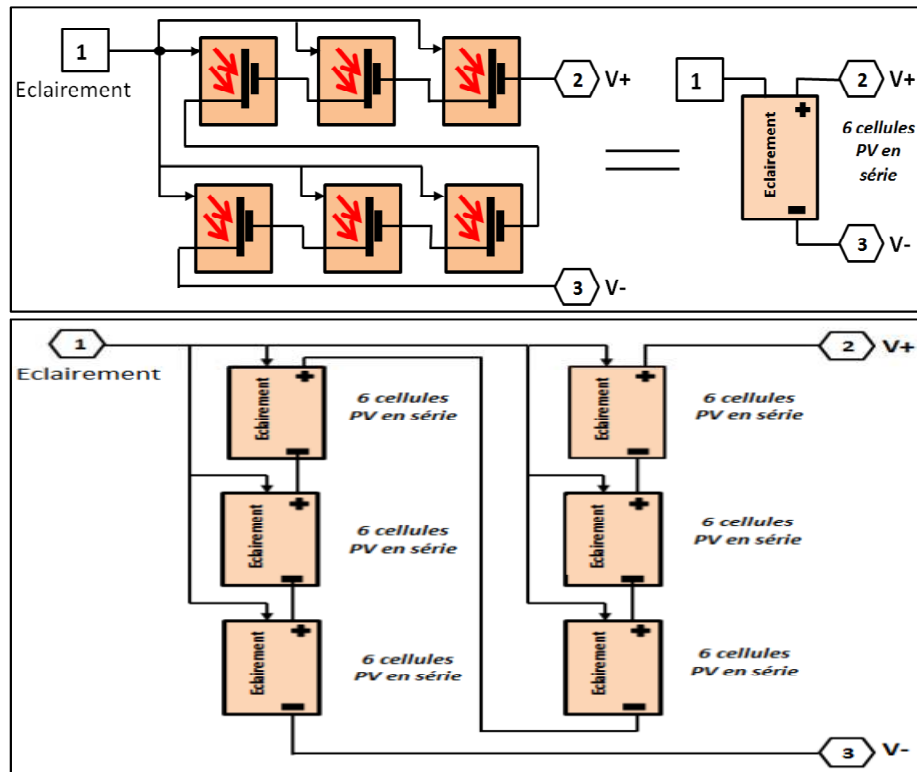 1
Eclairement
2 V+
3 V-
1
2 V+
Eclairement
+
6 cellules
PV en
série
3 V-
1
Eclairement
2 V+
Eclairement
+
6 cellules
PV en série
Eclairement
+
6 cellules
PV en série
Eclairement
+
6 cellules
PV en série
Eclairement
+
6 cellules
PV en série
Eclairement
+
6 cellules
PV en série
Eclairement
+
6 cellules
PV en série
3 V-